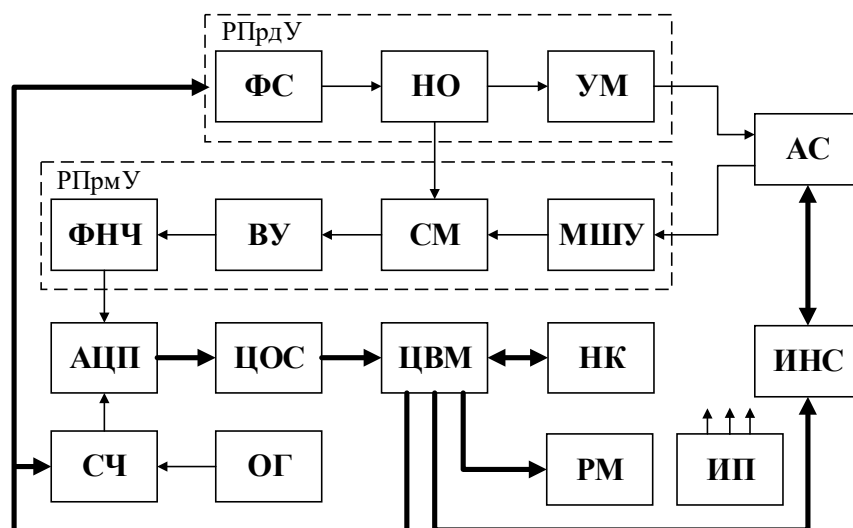 РПрдУ
ФС НО УМ
АС
РПрмУ
ФНЧ ВУ СМ МШУ
АЦП ЦОС ЦВМ НК ИНС
СЧ ОГ РМ ИП